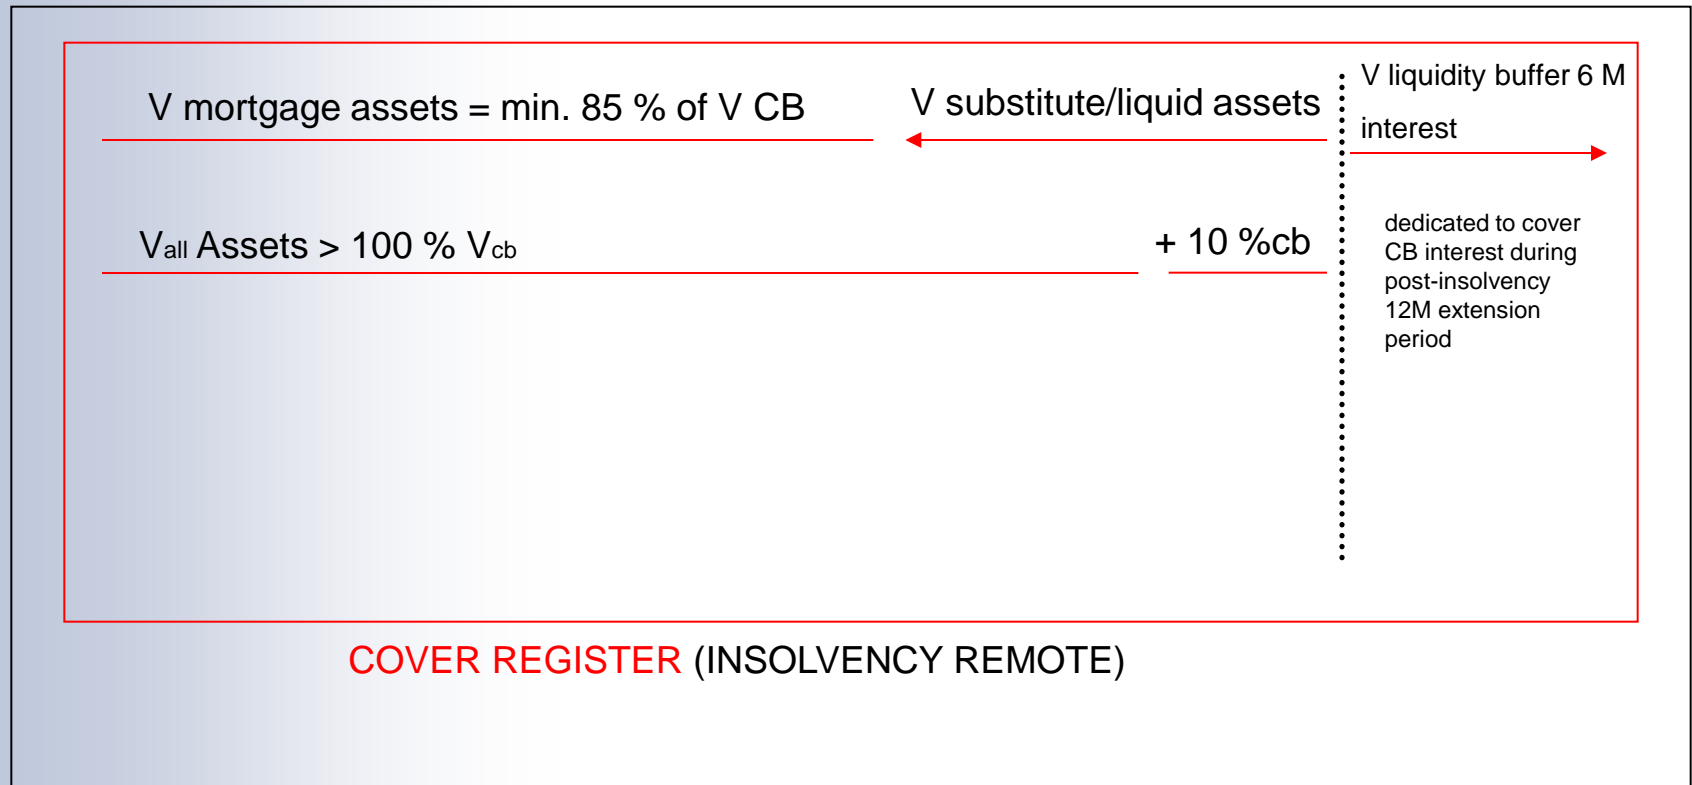 V mortgage assets = min. 85 % of V CB
V substitute/liquid assets
V liquidity buffer 6 M
interest
Vall Assets > 100 % Vcb
+ 10 %cb
dedicated to cover
CB interest during
post-insolvency
12M extension
period
COVER REGISTER (INSOLVENCY REMOTE)